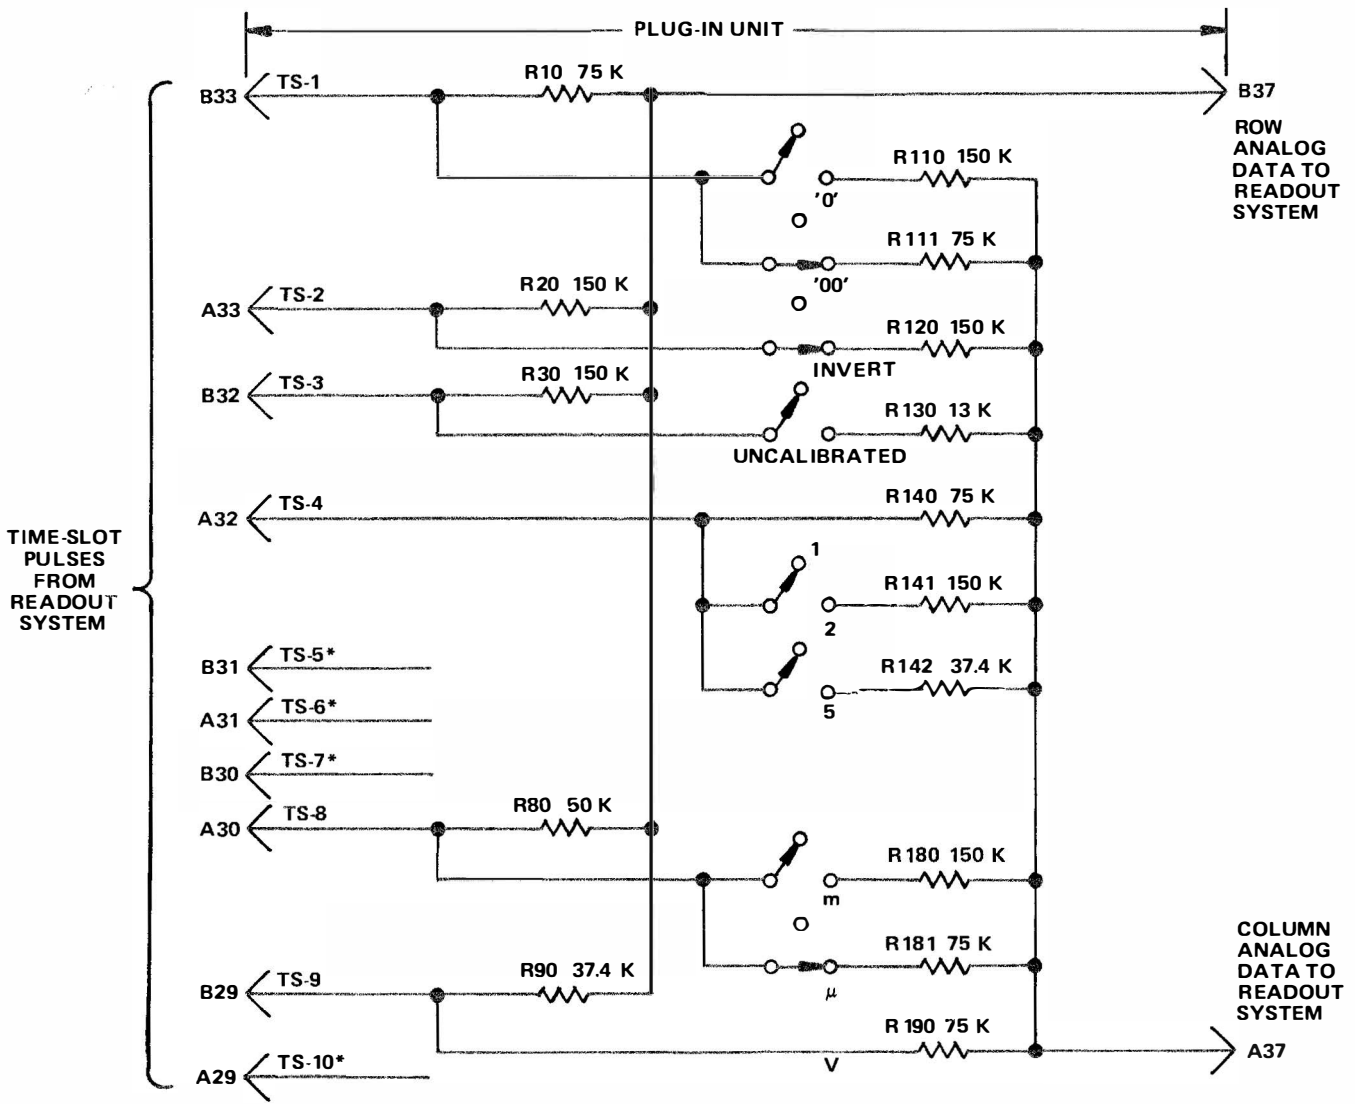 PLUG-IN UNIT
B33
TS-1
R10 75 K
B37
ROW
ANALOG
DATA TO
READOUT
SYSTEM
R110 150 K
'0'
R111 75 K
'00'
A33
TS-2
R20 150 K
R120 150 K
INVERT
B32
TS-3
R30 150 K
R130 13 K
UNCALIBRATED
A32
TS-4
R140 75 K
TIME-SLOT
PULSES
FROM
READOUT
SYSTEM
1
R141 150 K
2
B31
TS-5*
R142 37.4 K
5
A31
TS-6*
B30
TS-7*
A30
TS-8
R80 50 K
R180 150 K
m
R181 75 K
μ
COLUMN
ANALOG
DATA TO
READOUT
SYSTEM
B29
TS-9
R90 37.4 K
R190 75 K
V
A37
A29
TS-10*